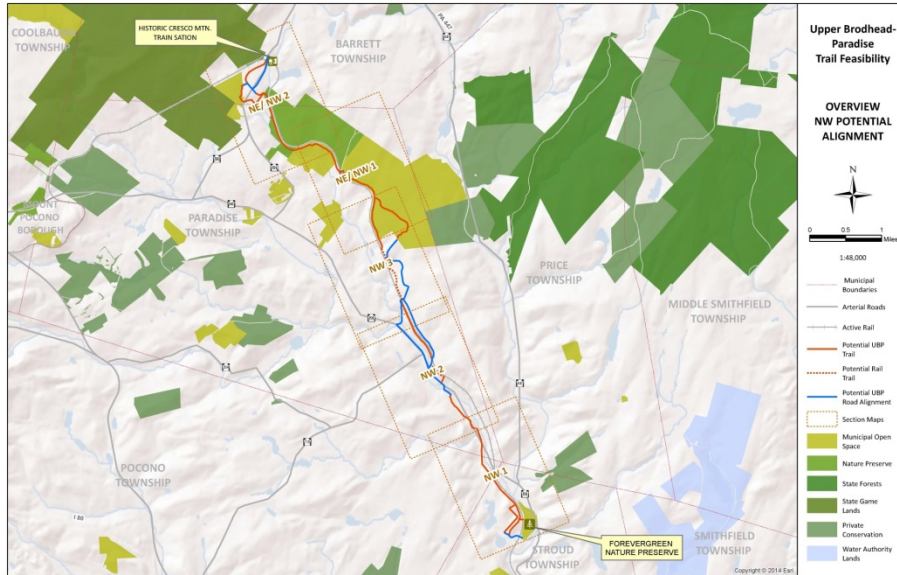 HISTORIC CRESCO MTN.
TRAIN SATION
COOLBAUGH
TOWNSHIP
BARRETT
TOWNSHIP
PA 447
NE/ NW 2
NE/ NW 1
MOUNT
POCONO
BOROUGH
PARADISE
TOWNSHIP
NW 3
PRICE
TOWNSHIP
MIDDLE SMITHFIELD
TOWNSHIP
NW 2
NW 1
POCONO
TOWNSHIP
I 80
FOREVERGREEN
NATURE PRESERVE
STROUD
TOWNSHIP
SMITHFIELD
TOWNSHIP
Copyright © 2014 Esri
Upper Brodhead-
Paradise
Trail Feasibility
OVERVIEW
NW POTENTIAL
ALIGNMENT
N
0 0.5 1
Miles
1:48,000
Municipal
Boundaries
Arterial Roads
Active Rail
Potential UBP
Trail
Potential Rail
Trail
Potential UBP
Road Alignment
Section Maps
Municipal Open
Space
Nature Preserve
State Forests
State Game
Lands
Private
Conservation
Water Authority
Lands